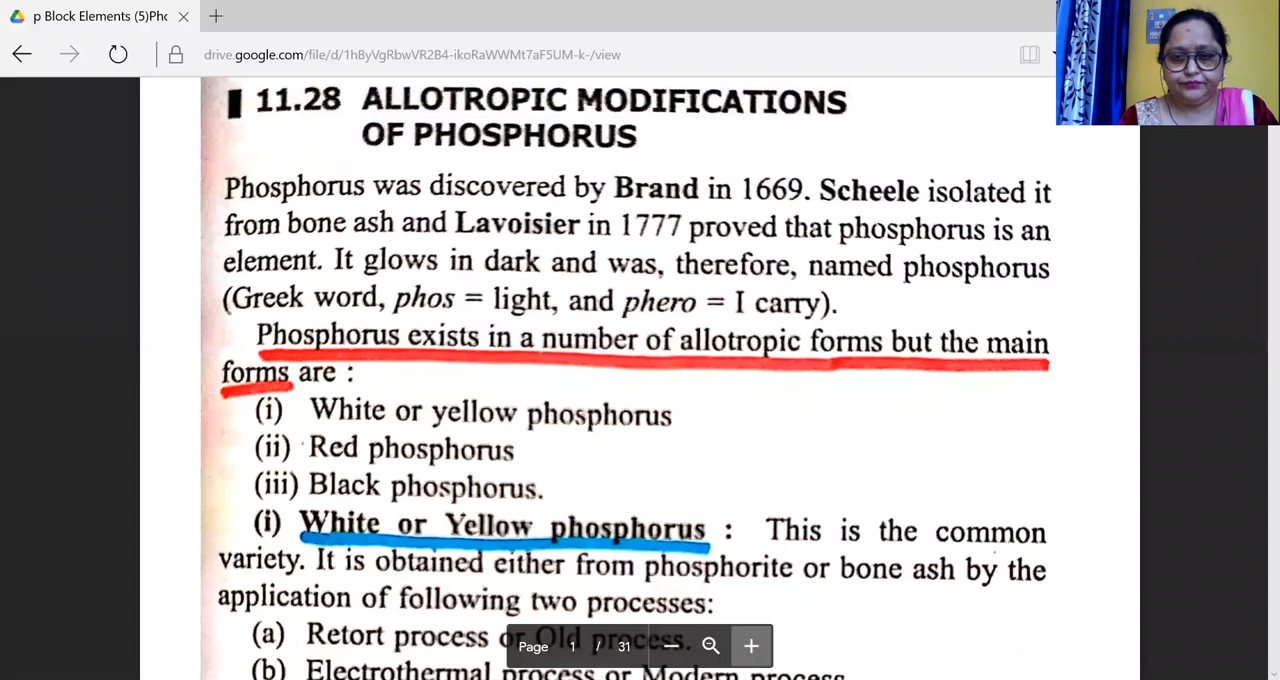 p Block Elements (5)Pho
drive.google.com/file/d/1hByVgRbwVR2B4-ikoRaWWMt7aF5UM-k-/view
11.28 ALLOTROPIC MODIFICATIONS
OF PHOSPHORUS
Phosphorus was discovered by Brand in 1669. Scheele isolated it
from bone ash and Lavoisier in 1777 proved that phosphorus is an
element. It glows in dark and was, therefore, named phosphorus
(Greek word, phos = light, and phero = I carry).
Phosphorus exists in a number of allotropic forms but the main
forms are :
(i) White or yellow phosphorus
(ii) Red phosphorus
(iii) Black phosphorus.
(i) White or Yellow phosphorus : This is the common
variety. It is obtained either from phosphorite or bone ash by the
application of following two processes:
(a) Retort process or Old process.
Page 1 / 31
(b) Electrothermal process or Modern process